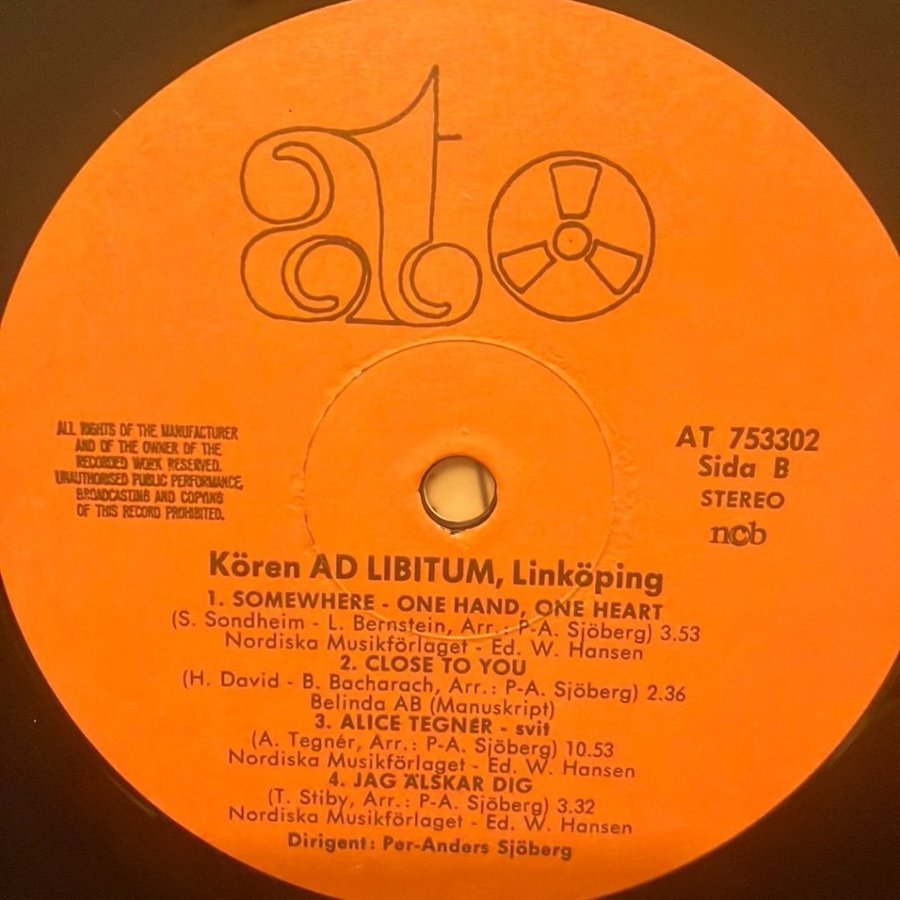 ato
ALL RIGHTS OF THE MANUFACTURER
AND OF THE OWNER OF THE
RECORDED WORK RESERVED.
UNAUTHORISED PUBLIC PERFORMANCE,
BROADCASTING AND COPYING
OF THIS RECORD PROHIBITED.
AT 753302
Sida B
STEREO
ncb
Kören AD LIBITUM, Linköping
1. SOMEWHERE - ONE HAND, ONE HEART
(S. Sondheim - L. Bernstein, Arr.: P-A. Sjöberg) 3.53
Nordiska Musikförlaget - Ed. W. Hansen
2. CLOSE TO YOU
(H. David - B. Bacharach, Arr.: P-A. Sjöberg) 2.36
Belinda AB (Manuskript)
3. ALICE TEGNÉR - svit
(A. Tegnér, Arr.: P-A. Sjöberg) 10.53
Nordiska Musikförlaget - Ed. W. Hansen
4. JAG ÄLSKAR DIG
(T. Stiby, Arr.: P-A. Sjöberg) 3.32
Nordiska Musikförlaget - Ed. W. Hansen
Dirigent: Per-Anders Sjöberg